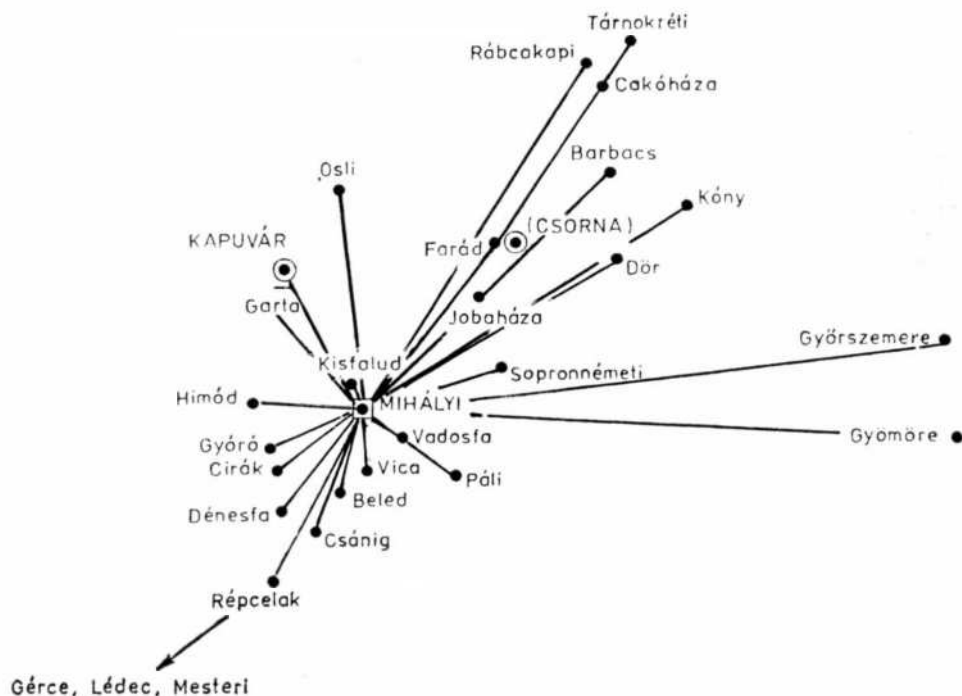 Tárnokréti
Rábcakapi
Cakóháza
Barbacs
Osli
Kóny
(CSORNA)
KAPUVÁR
Farád
Dör
Garta
Jobaháza
Győrszemere
Kisfalud
Sopronnémeti
Himód
MIHÁLYI
Vadosfa
Gyömöre
Gyóró
Cirák
Vica
Páli
Beled
Dénesfa
Csánig
Répcelak
Gérce, Lédec, Mesteri